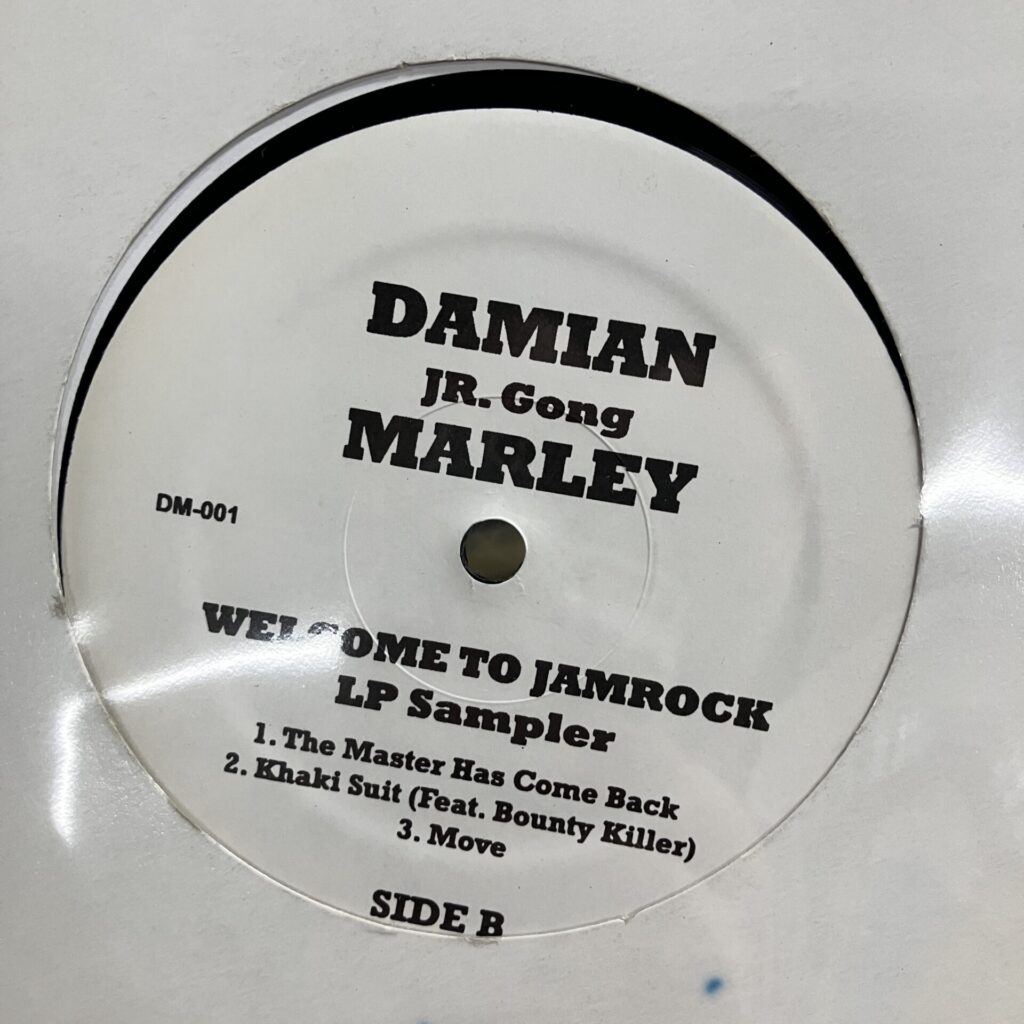 DAMIAN
JR. Gong
MARLEY
DM-001
WELCOME TO JAMROCK
LP Sampler
1. The Master Has Come Back
2. Khaki Suit (Feat. Bounty Killer)
3. Move
SIDE B